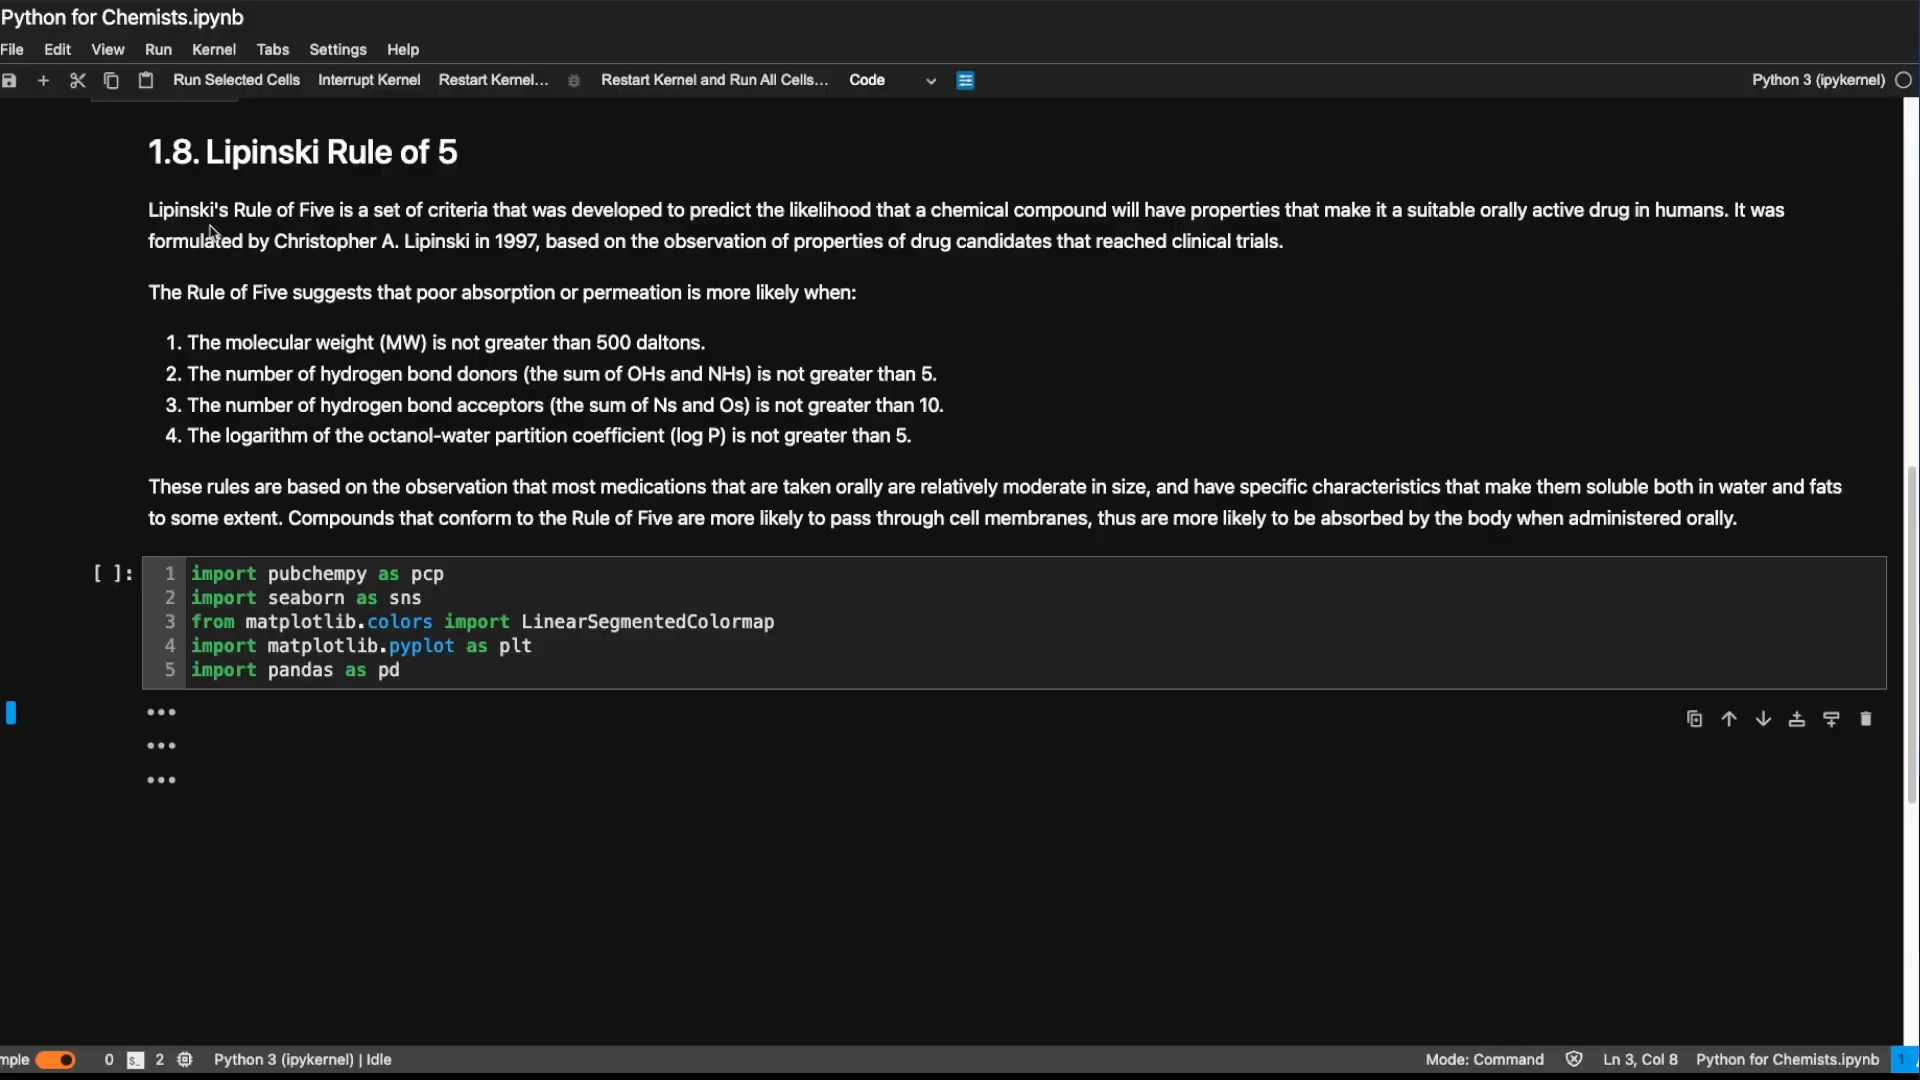 Python for Chemists.ipynb
File Edit View Run Kernel Tabs Settings Help
Run Selected Cells Interrupt Kernel Restart Kernel... Restart Kernel and Run All Cells... Code Python 3 (ipykernel)
1.8. Lipinski Rule of 5
Lipinski's Rule of Five is a set of criteria that was developed to predict the likelihood that a chemical compound will have properties that make it a suitable orally active drug in humans. It was
formulated by Christopher A. Lipinski in 1997, based on the observation of properties of drug candidates that reached clinical trials.
The Rule of Five suggests that poor absorption or permeation is more likely when:
1. The molecular weight (MW) is not greater than 500 daltons.
2. The number of hydrogen bond donors (the sum of OHs and NHs) is not greater than 5.
3. The number of hydrogen bond acceptors (the sum of Ns and Os) is not greater than 10.
4. The logarithm of the octanol-water partition coefficient (log P) is not greater than 5.
These rules are based on the observation that most medications that are taken orally are relatively moderate in size, and have specific characteristics that make them soluble both in water and fats
to some extent. Compounds that conform to the Rule of Five are more likely to pass through cell membranes, thus are more likely to be absorbed by the body when administered orally.
[ ]: 1 import pubchempy as pcp
2 import seaborn as sns
3 from matplotlib.colors import LinearSegmentedColormap
4 import matplotlib.pyplot as plt
5 import pandas as pd
•••
•••
•••
mple 0 $_ 2 Python 3 (ipykernel) | Idle Mode: Command Ln 3, Col 8 Python for Chemists.ipynb 1